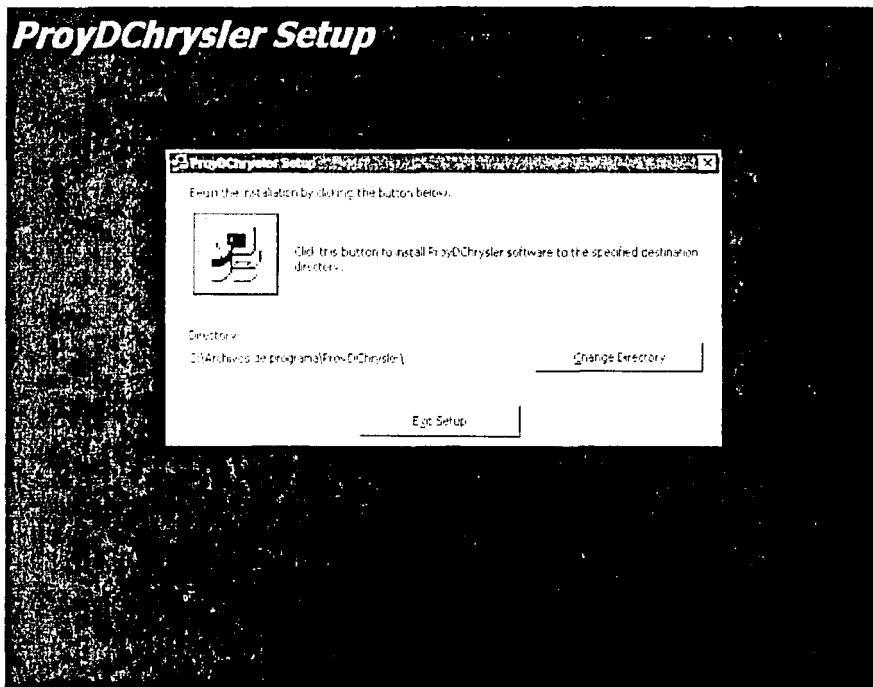 ProyDChrysler Setup
ProyDChrysler Setup
Begin the installation by clicking the button below.
Click this button to install ProyDChrysler software to the specified destination
directory.
Directory:
C:\Archivos de programa\ProyDChrysler\
Change Directory
Exit Setup